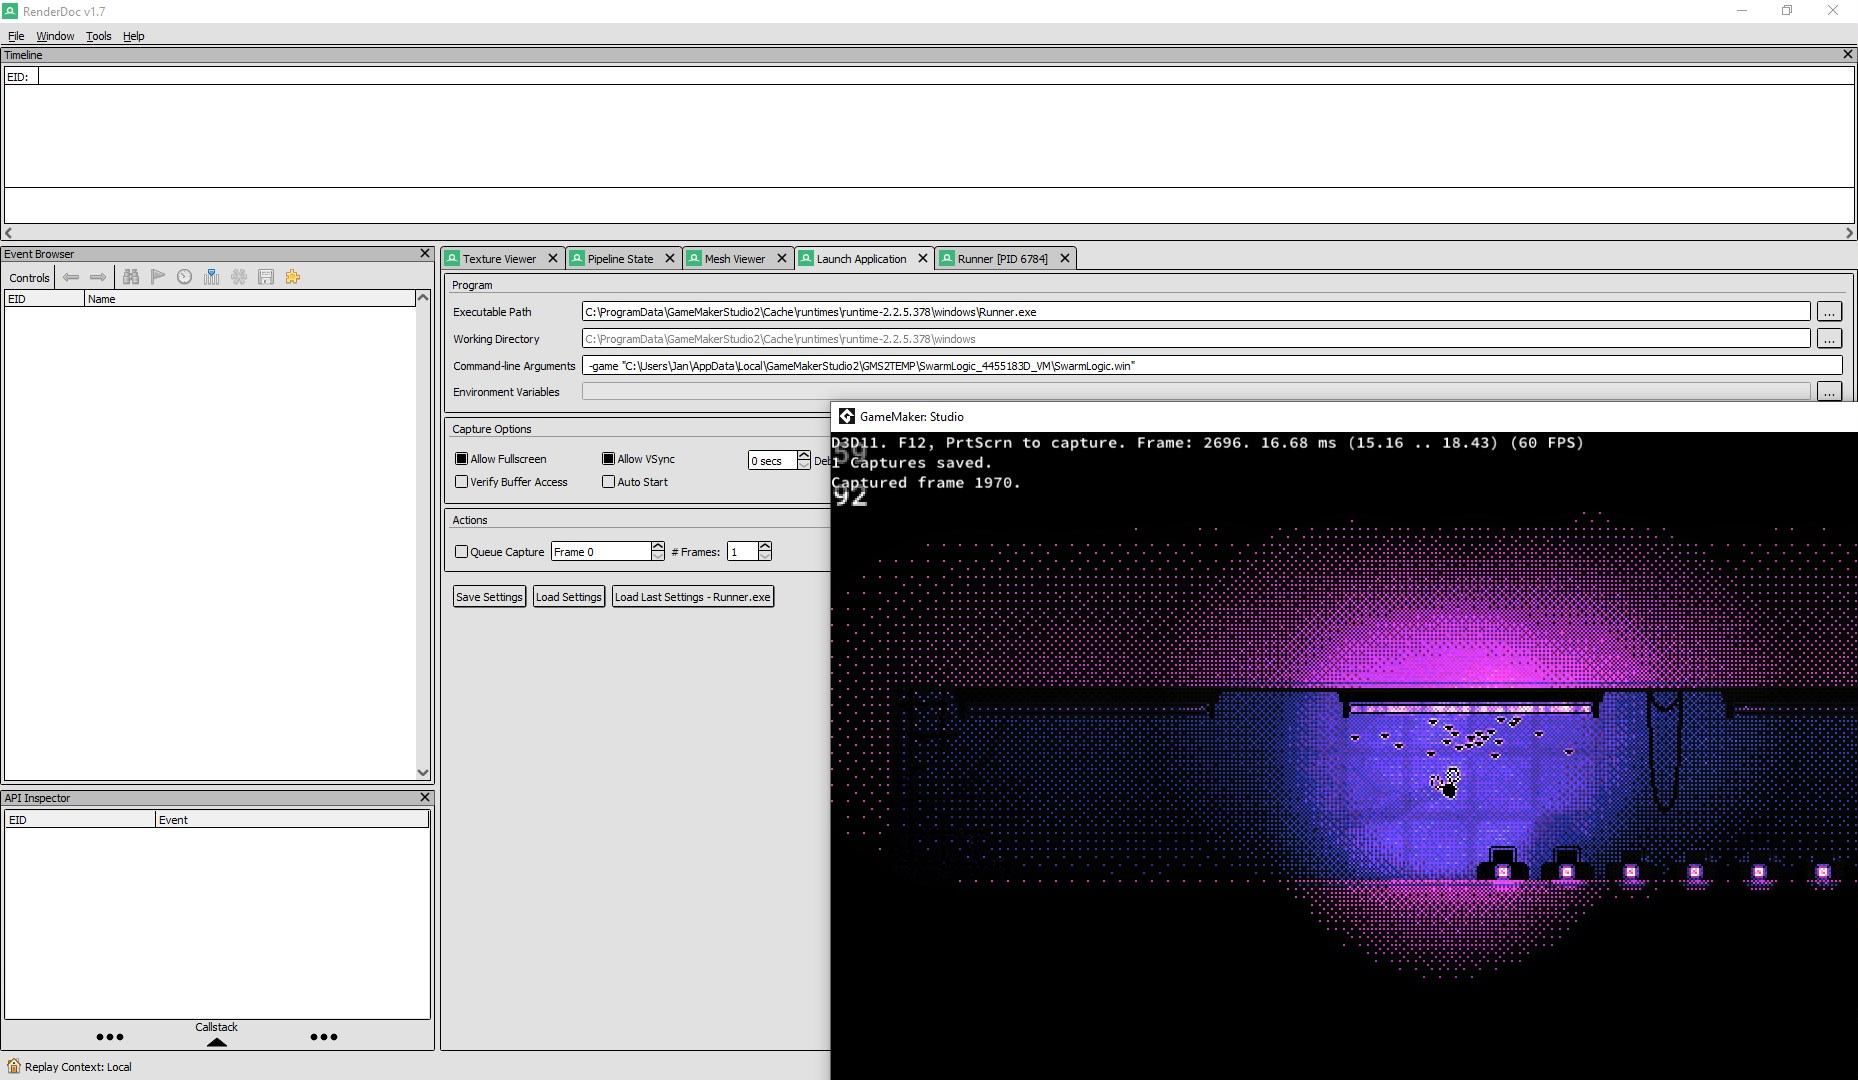 RenderDoc v1.7
File Window Tools Help
Timeline
EID:
Event Browser
Controls
EID Name
API Inspector
EID Event
Callstack
Replay Context: Local
Texture Viewer Pipeline State Mesh Viewer Launch Application Runner [PID 6784]
Program
Executable Path C:\ProgramData\GameMakerStudio2\Cache\runtimes\runtime-2.2.5.378\windows\Runner.exe ...
Working Directory C:\ProgramData\GameMakerStudio2\Cache\runtimes\runtime-2.2.5.378\windows ...
Command-line Arguments -game "C:\Users\Jan\AppData\Local\GameMakerStudio2\GMS2TEMP\SwarmLogic_4455183D_VM\SwarmLogic.win"
Environment Variables ...
Capture Options
Allow Fullscreen Allow VSync 0 secs Deb
Verify Buffer Access Auto Start
Actions
Queue Capture Frame 0 # Frames: 1
Save Settings Load Settings Load Last Settings - Runner.exe
GameMaker: Studio
D3D11. F12, PrtScrn to capture. Frame: 2696. 16.68 ms (15.16 .. 18.43) (60 FPS)
59
1 Captures saved.
Captured frame 1970.
92